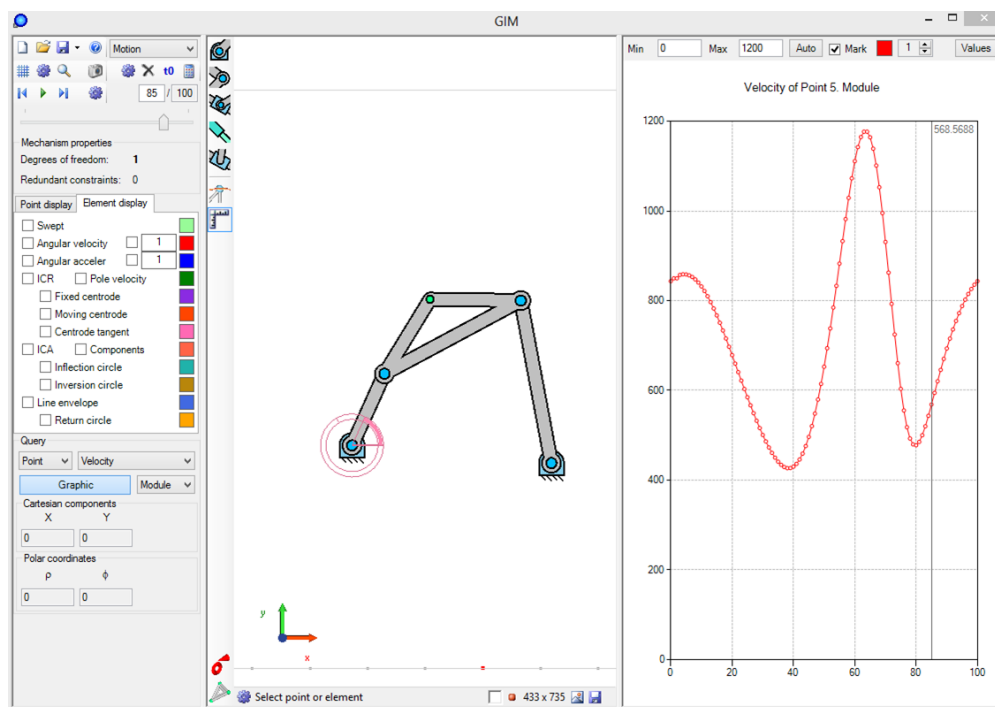 GIM
Motion
t0
85 / 100
Mechanism properties
Degrees of freedom: 1
Redundant constraints: 0
Point display Element display
Swept
Angular velocity 1
Angular acceler 1
ICR Pole velocity
Fixed centrode
Moving centrode
Centrode tangent
ICA Components
Inflection circle
Inversion circle
Line envelope
Return circle
Query
Point Velocity
Graphic Module
Cartesian components
X Y
0 0
Polar coordinates
ρ ϕ
0 0
y
x
Select point or element
433 x 735
Min 0 Max 1200 Auto Mark 1 Values
Velocity of Point 5. Module
568.5688
1200
1000
800
600
400
200
0
0 20 40 60 80 100